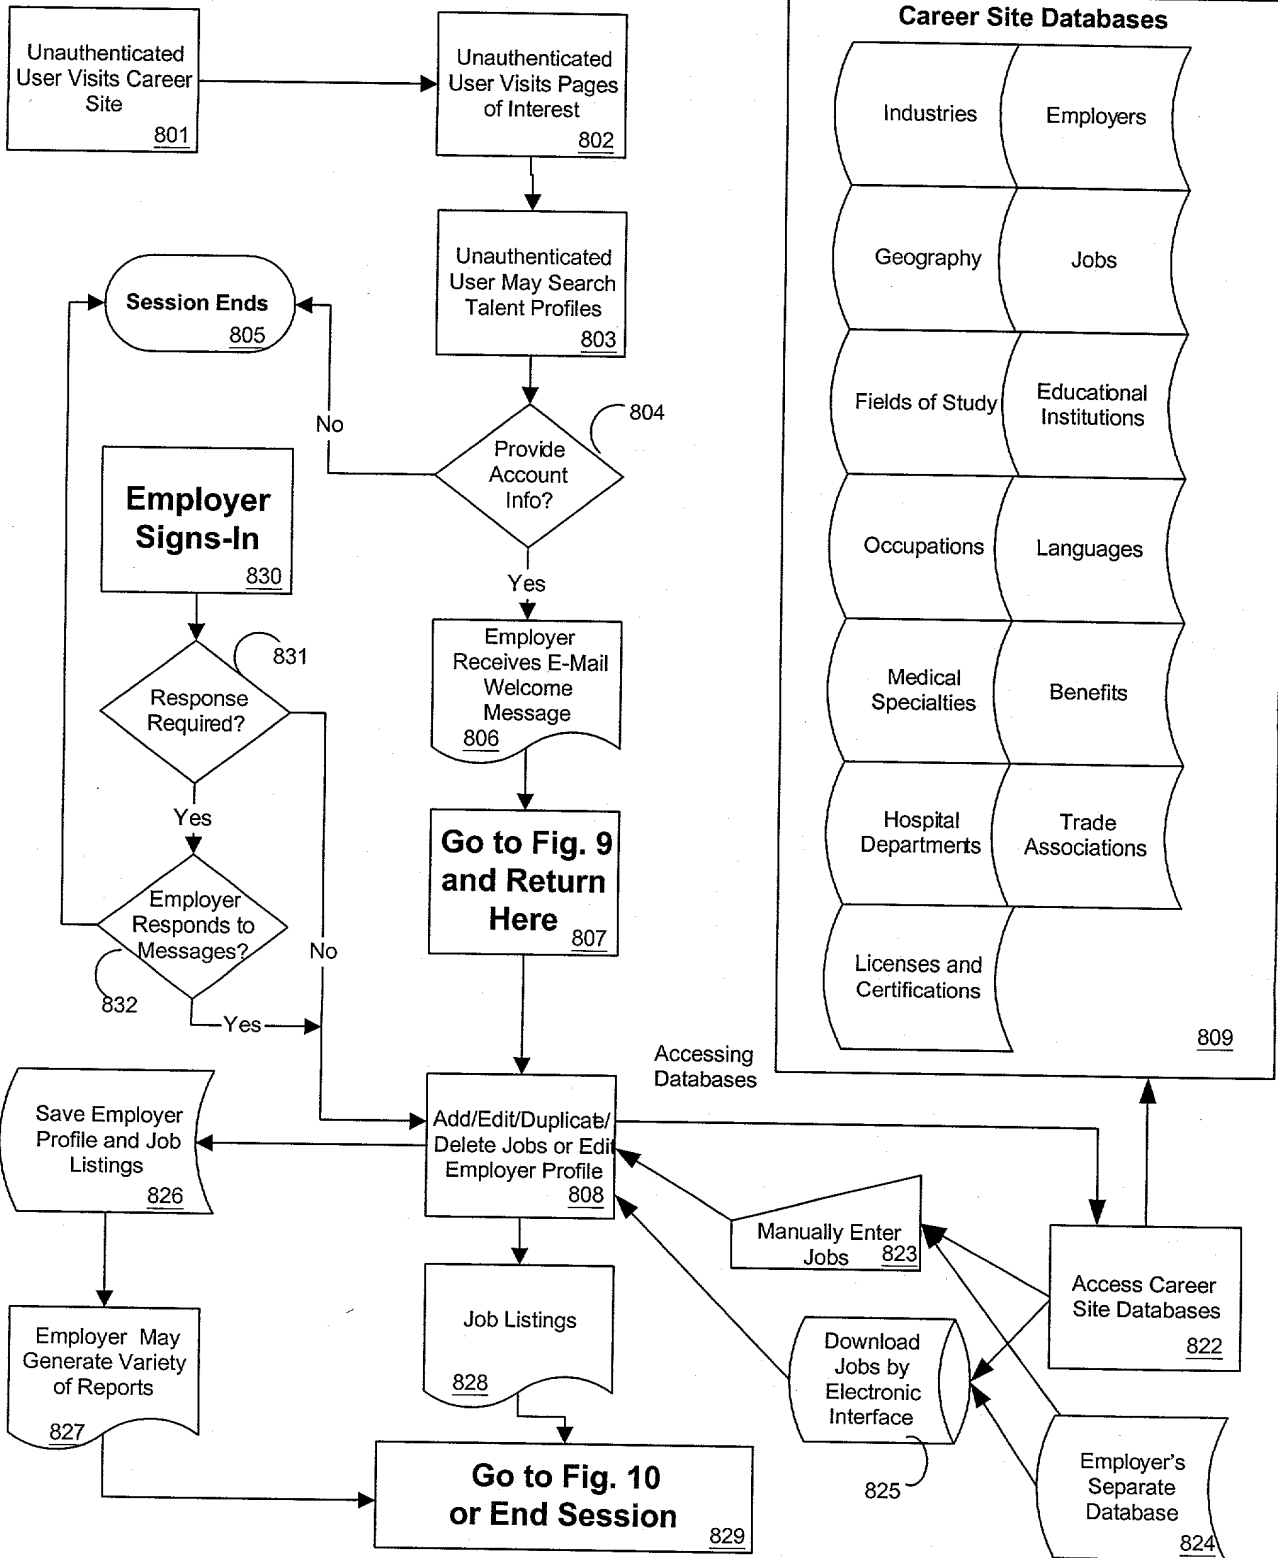 Unauthenticated
User Visits Career
Site
801
Unauthenticated
User Visits Pages
of Interest
802
Unauthenticated
User May Search
Talent Profiles
803
Session Ends
805
No
804
Provide
Account
Info?
Yes
Employer
Signs-In
830
831
Response
Required?
Yes
Employer
Responds to
Messages?
832
Yes
No
Employer
Receives E-Mail
Welcome
Message
806
Go to Fig. 9
and Return
Here
807
Add/Edit/Duplicate/
Delete Jobs or Edit
Employer Profile
808
Save Employer
Profile and Job
Listings
826
Employer May
Generate Variety
of Reports
827
Job Listings
828
Go to Fig. 10
or End Session
829
Accessing
Databases
Manually Enter
Jobs
823
Download
Jobs by
Electronic
Interface
825
Access Career
Site Databases
822
Employer's
Separate
Database
824
Career Site Databases
Industries
Employers
Geography
Jobs
Fields of Study
Educational
Institutions
Occupations
Languages
Medical
Specialties
Benefits
Hospital
Departments
Trade
Associations
Licenses and
Certifications
809